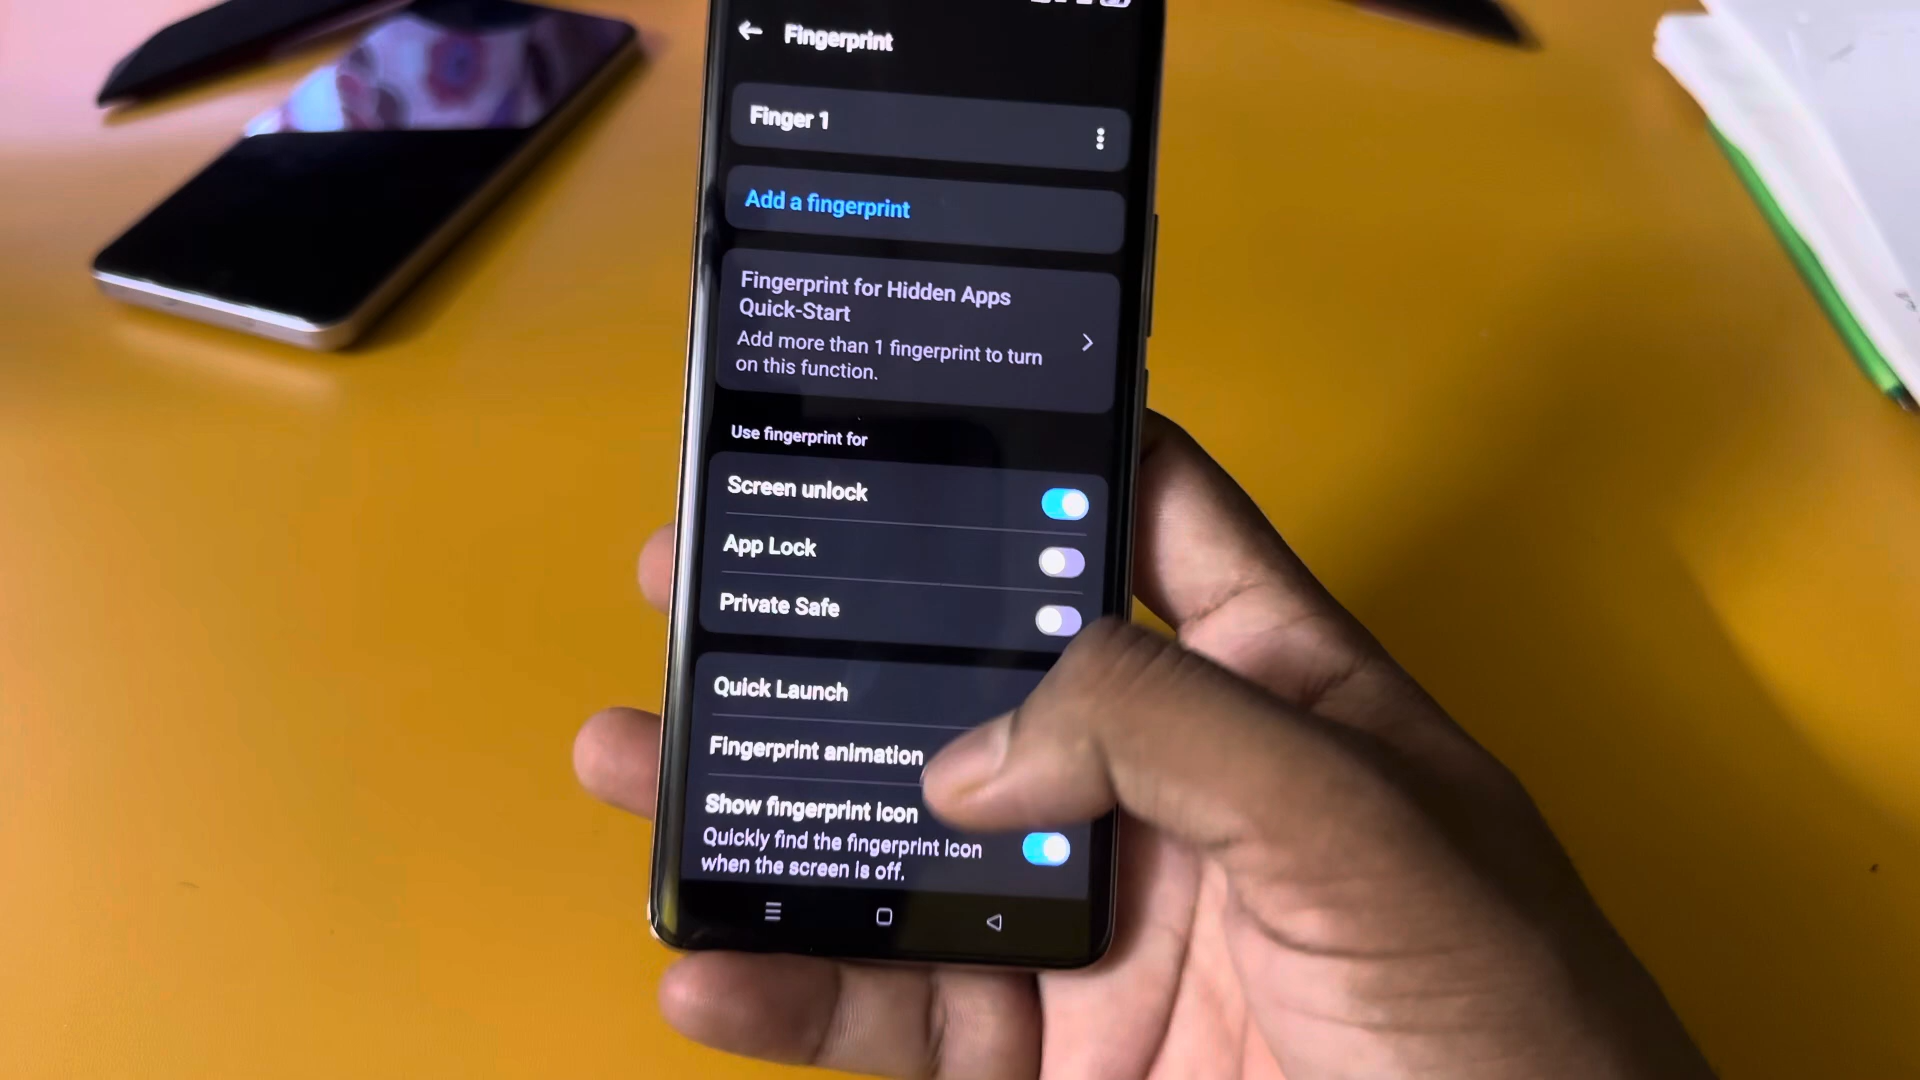 Fingerprint
Finger 1
Add a fingerprint
Fingerprint for Hidden Apps
Quick-Start
Add more than 1 fingerprint to turn
on this function.
Use fingerprint for
Screen unlock
App Lock
Private Safe
Quick Launch
Fingerprint animation
Show fingerprint icon
Quickly find the fingerprint icon
when the screen is off.